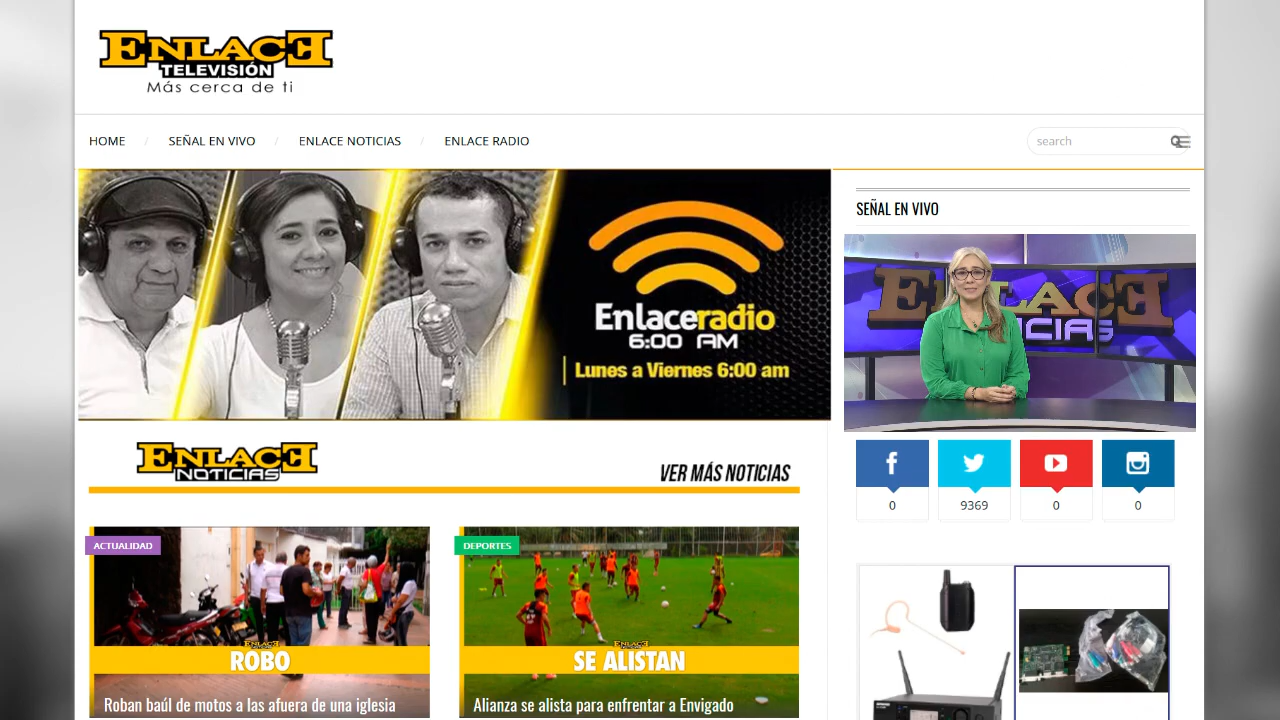 ENLACE
TELEVISIÓN
Más cerca de ti
HOME / SEÑAL EN VIVO / ENLACE NOTICIAS / ENLACE RADIO
search
Enlaceradio
6:00 AM
Lunes a Viernes 6:00 am
SEÑAL EN VIVO
ENLACE
NOTICIAS
VER MÁS NOTICIAS
0
9369
0
0
ACTUALIDAD
ENLACE
ROBO
Roban baúl de motos a las afuera de una iglesia
DEPORTES
ENLACE
SE ALISTAN
Alianza se alista para enfrentar a Envigado